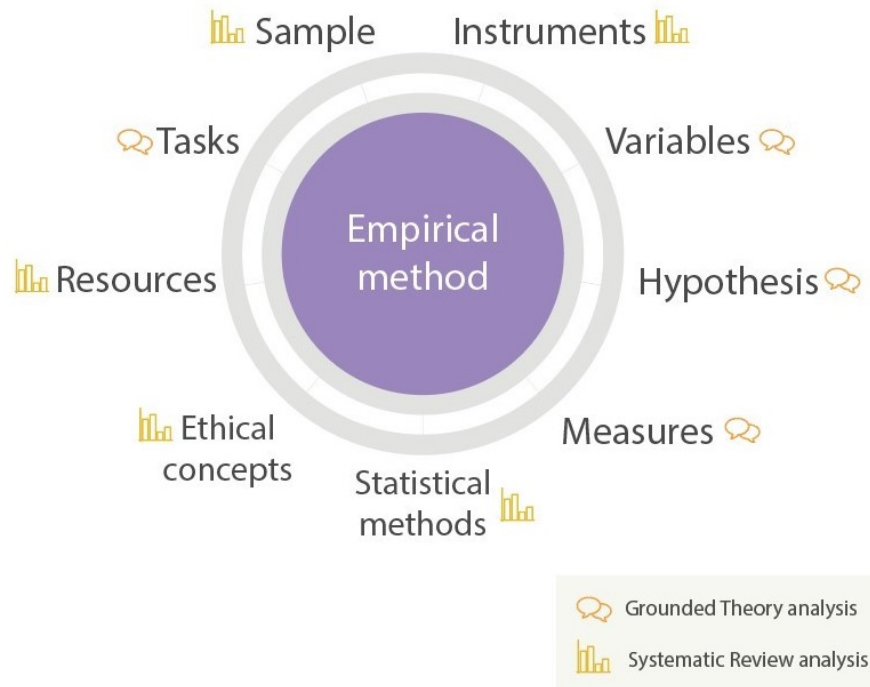 Sample
Instruments
Tasks
Variables
Empirical
method
Resources
Hypothesis
Ethical
concepts
Measures
Statistical
methods
Grounded Theory analysis
Systematic Review analysis